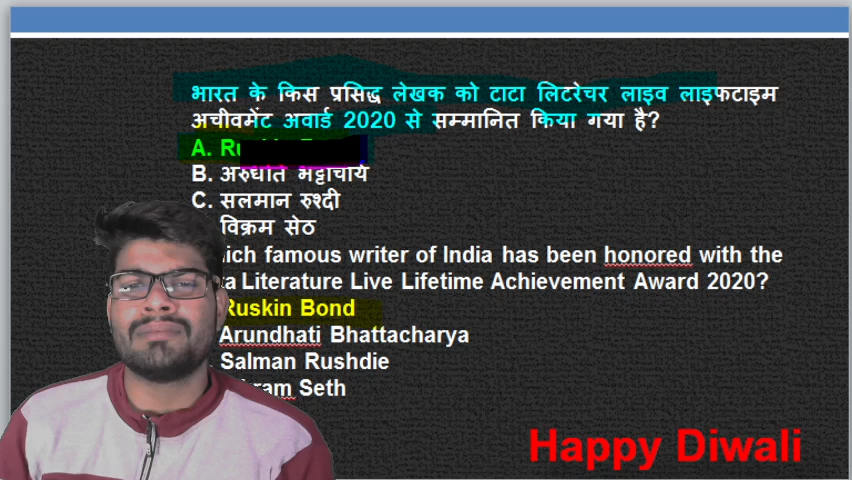 भारत के किस प्रसिद्ध लेखक को टाटा लिटरेचर लाइव लाइफटाइम
अचीवमेंट अवार्ड 2020 से सम्मानित किया गया है?
A.
B. अरुंधति भट्टाचार्य
C. सलमान रुश्दी
विक्रम सेठ
famous writer of India has been honored with the
Literature Live Lifetime Achievement Award 2020?
Ruskin Bond
Arundhati Bhattacharya
Salman Rushdie
Seth
Happy Diwali